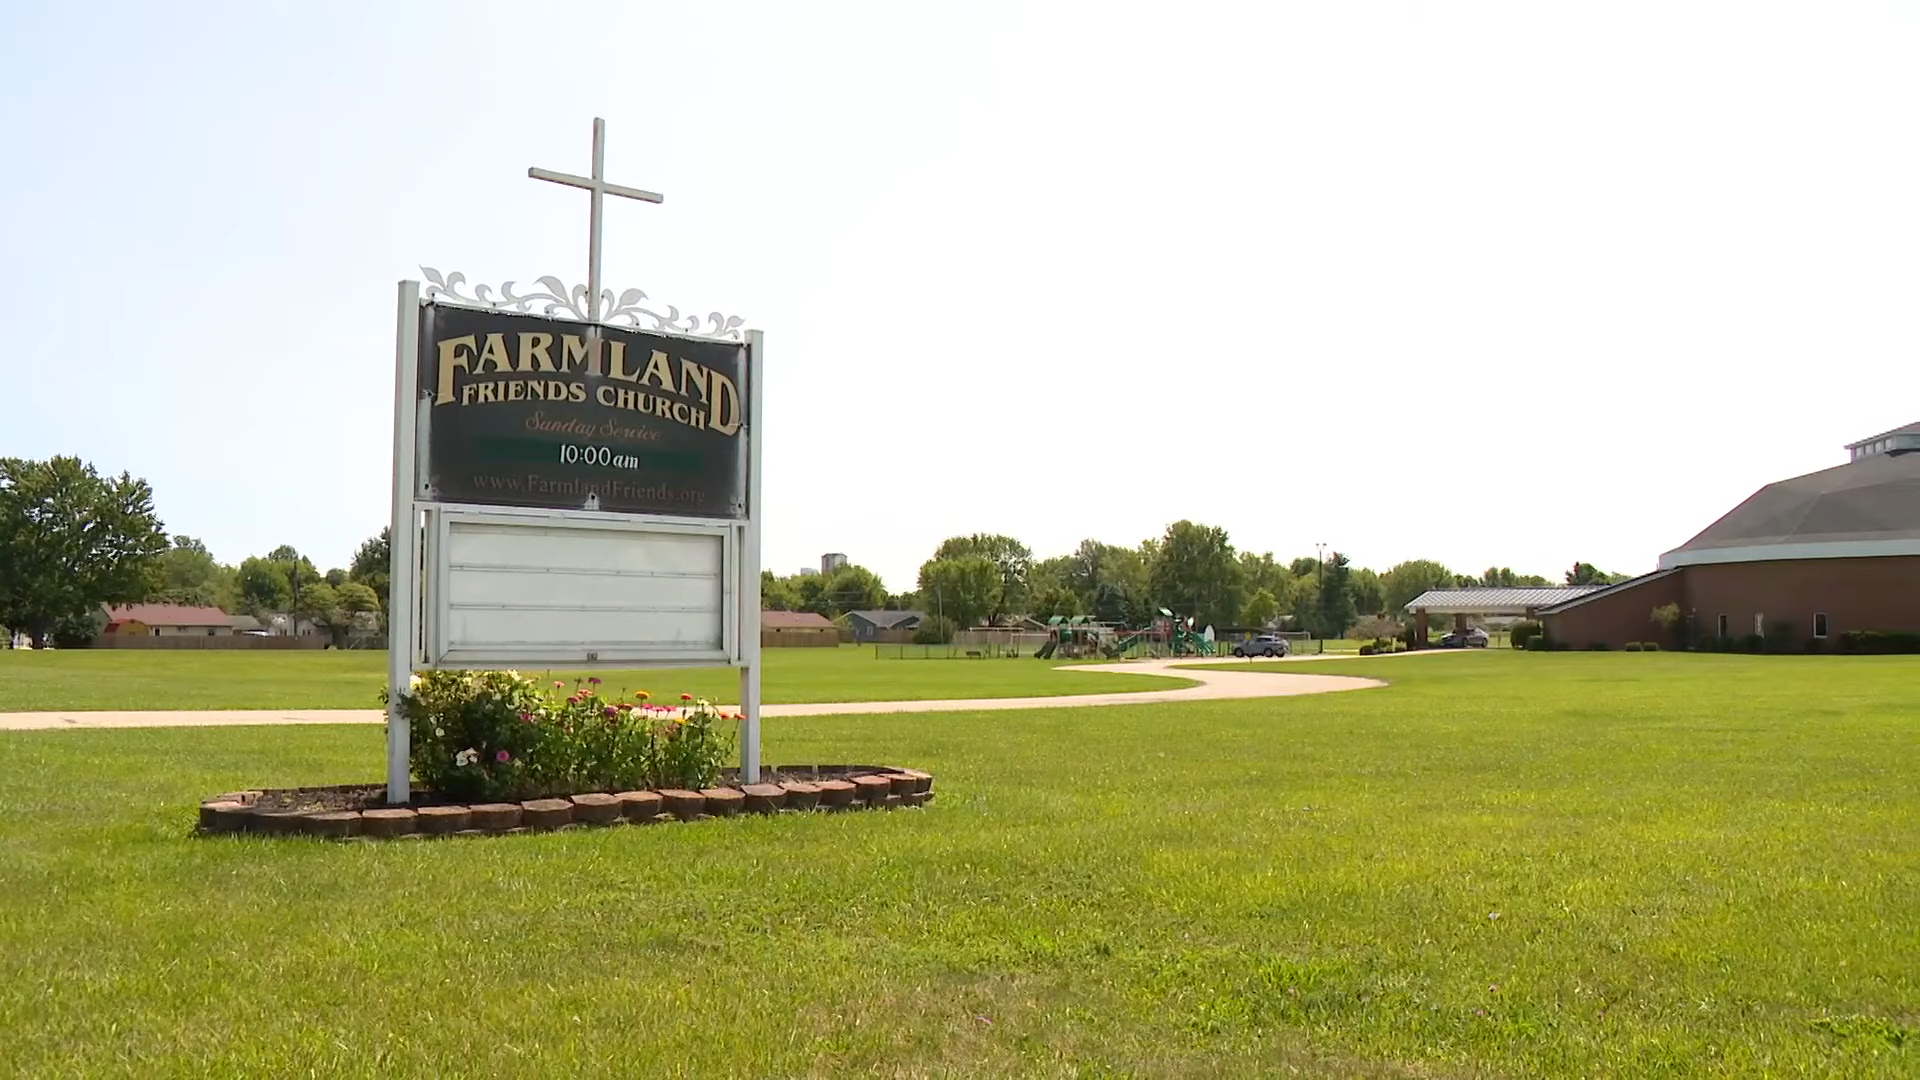 FARMLAND
FRIENDS CHURCH
Sunday Service
10:00am
www.FarmlandFriends.org